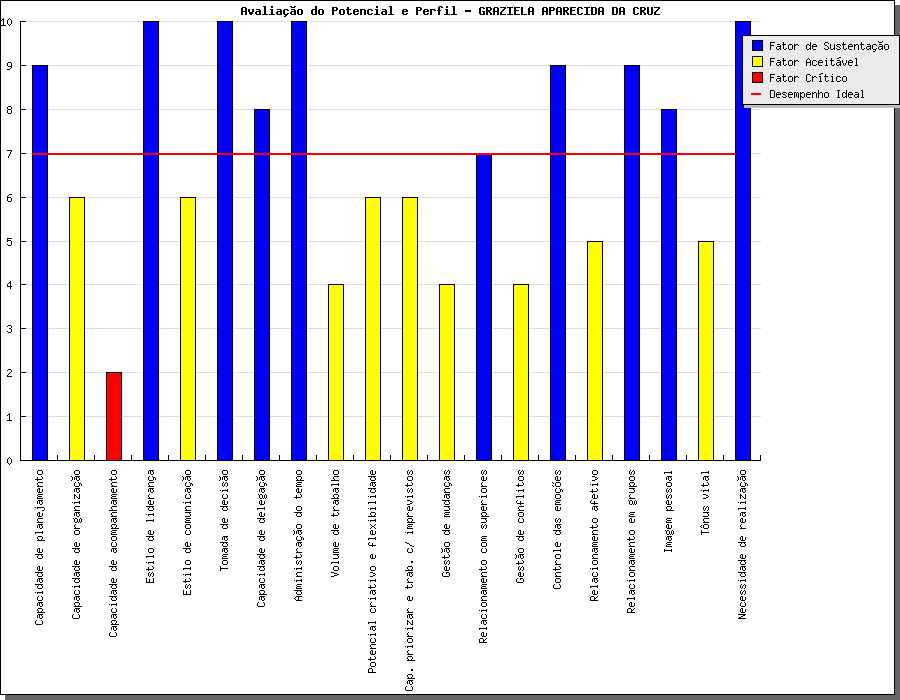 Avaliação do Potencial e Perfil - GRAZIELA APARECIDA DA CRUZ
Fator de Sustentação
Fator Aceitável
Fator Crítico
Desempenho Ideal
10
9
8
7
6
5
4
3
2
1
0
Capacidade de planejamento
Capacidade de organização
Capacidade de acompanhamento
Estilo de liderança
Estilo de comunicação
Tomada de decisão
Capacidade de delegação
Administração do tempo
Volume de trabalho
Potencial criativo e flexibilidade
Cap. priorizar e trab. c/ imprevistos
Gestão de mudanças
Relacionamento com superiores
Gestão de conflitos
Controle das emoções
Relacionamento afetivo
Relacionamento em grupos
Imagem pessoal
Tônus vital
Necessidade de realização